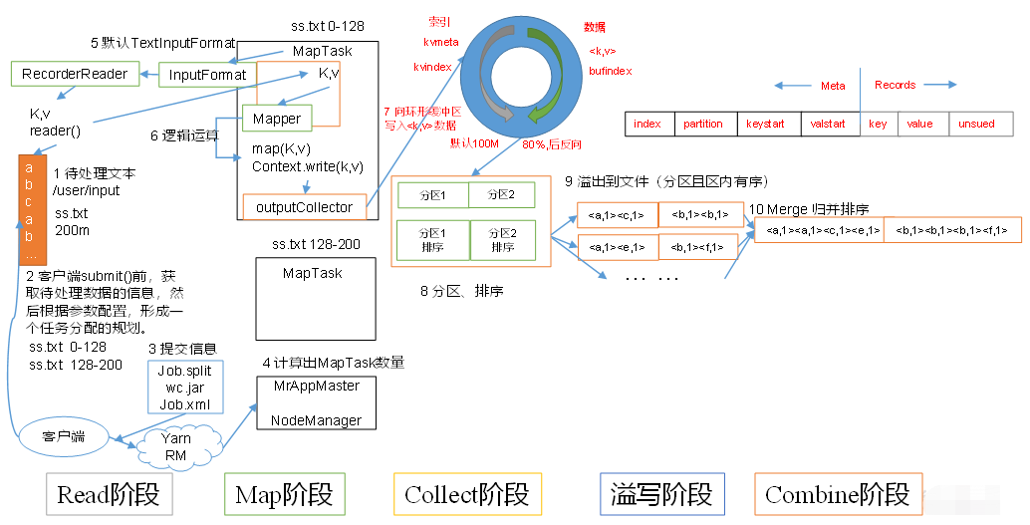 ss.txt 0-128
5 默认TextInputFormat
MapTask
RecorderReader
InputFormat
K,v
K,v
reader()
Mapper
6 逻辑运算
map(K,v)
Context.write(k,v)
outputCollector
a
b
c
a
b
...
1 待处理文本
/user/input
ss.txt
200m
2 客户端submit()前，获
取待处理数据的信息，然
后根据参数配置，形成一
个任务分配的规划。
ss.txt 0-128
ss.txt 128-200
3 提交信息
Job.split
wc.jar
Job.xml
客户端
Yarn
RM
4 计算出MapTask数量
MrAppMaster
NodeManager
ss.txt 128-200
MapTask
索引
kvmeta
kvindex
数据
<k,v>
bufindex
7 向环形缓冲区
写入<k,v>数据
默认100M
80%,后反向
Meta
Records
index
partition
keystart
valstart
key
value
unsued
分区1
分区2
分区1
排序
分区2
排序
8 分区、排序
9 溢出到文件（分区且区内有序）
<a,1><c,1>
<b,1><b,1>
<a,1><e,1>
<b,1><f,1>
... ...
10 Merge 归并排序
<a,1><a,1><c,1><e,1>
<b,1><b,1><b,1><f,1>
Read阶段
Map阶段
Collect阶段
溢写阶段
Combine阶段